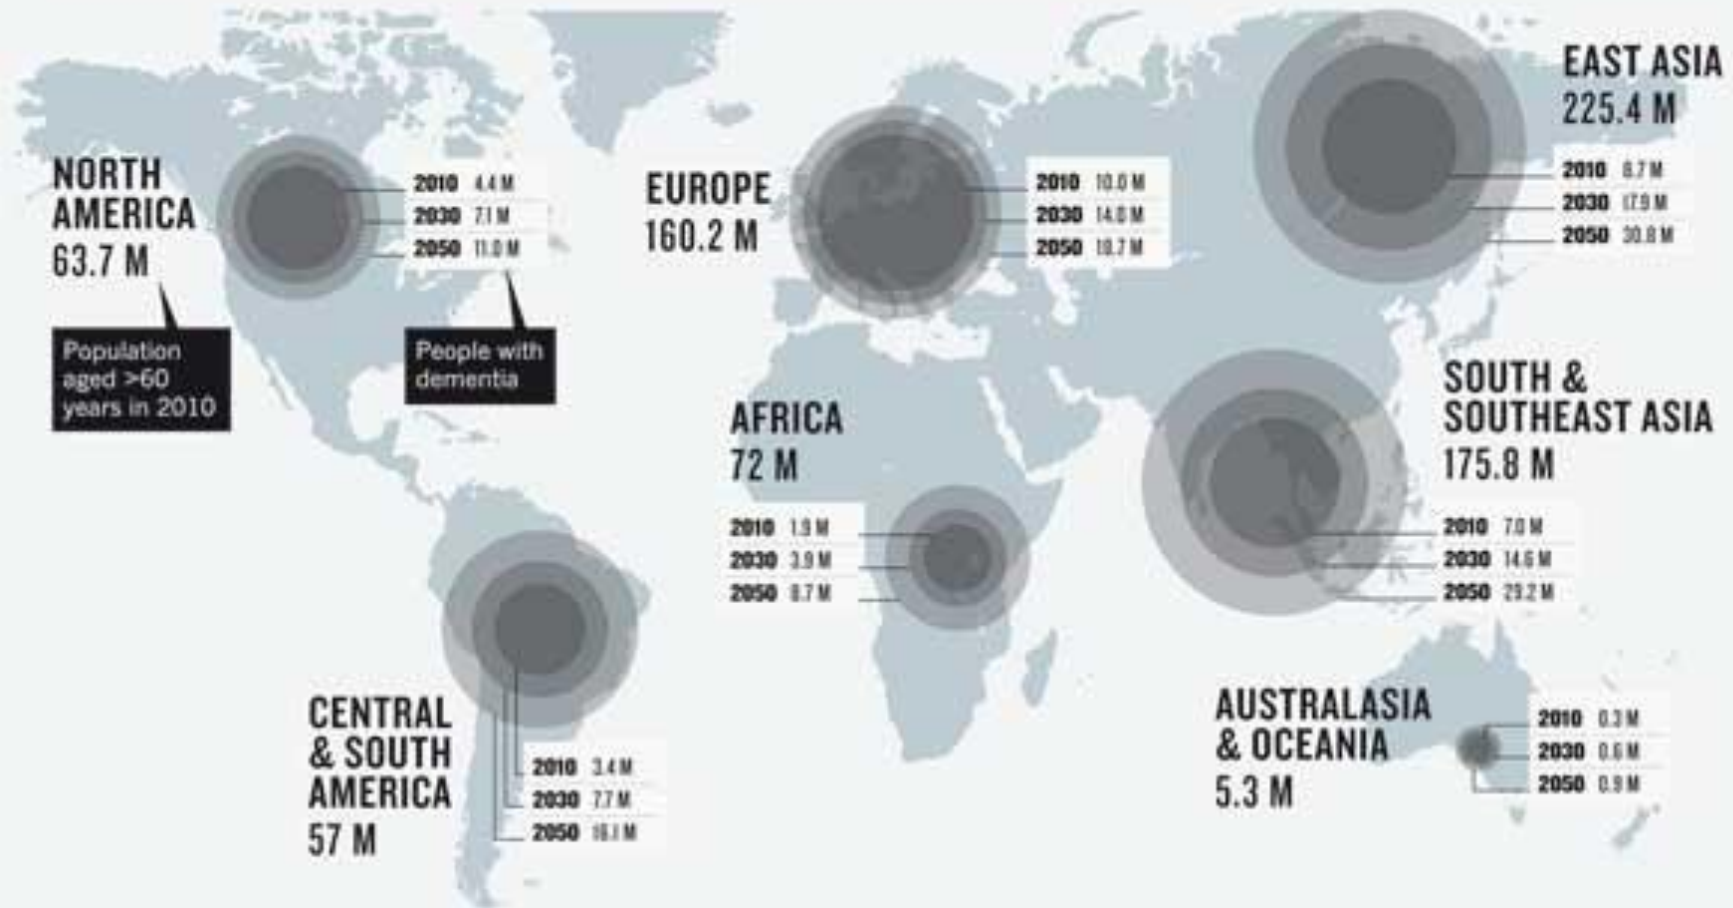 NORTH
AMERICA
63.7 M
2010 4.4 M
2030 7.1 M
2050 11.0 M
Population
aged >60
years in 2010
People with
dementia
EUROPE
160.2 M
2010 10.0 M
2030 14.0 M
2050 18.7 M
EAST ASIA
225.4 M
2010 8.7 M
2030 17.9 M
2050 30.8 M
AFRICA
72 M
2010 1.9 M
2030 3.9 M
2050 8.7 M
SOUTH &
SOUTHEAST ASIA
175.8 M
2010 7.0 M
2030 14.6 M
2050 29.2 M
CENTRAL
& SOUTH
AMERICA
57 M
2010 3.4 M
2030 7.7 M
2050 16.1 M
AUSTRALASIA
& OCEANIA
5.3 M
2010 0.3 M
2030 0.6 M
2050 0.9 M